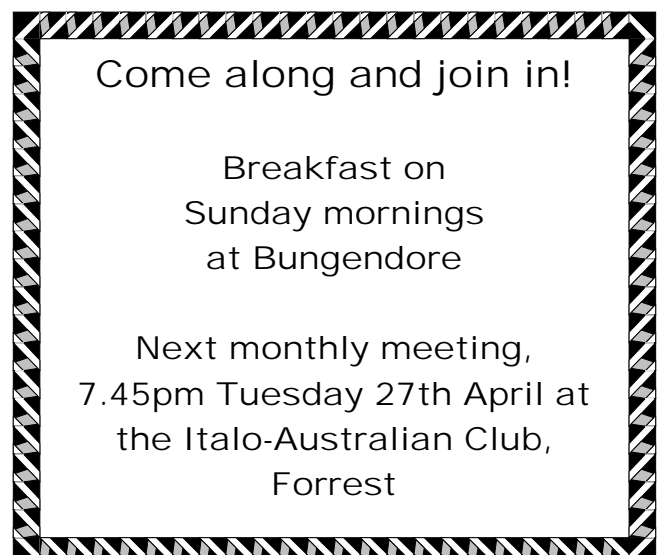 Come along and join in!
Breakfast on
Sunday mornings
at Bungendore
Next monthly meeting,
7.45pm Tuesday 27th April at
the Italo-Australian Club,
Forrest